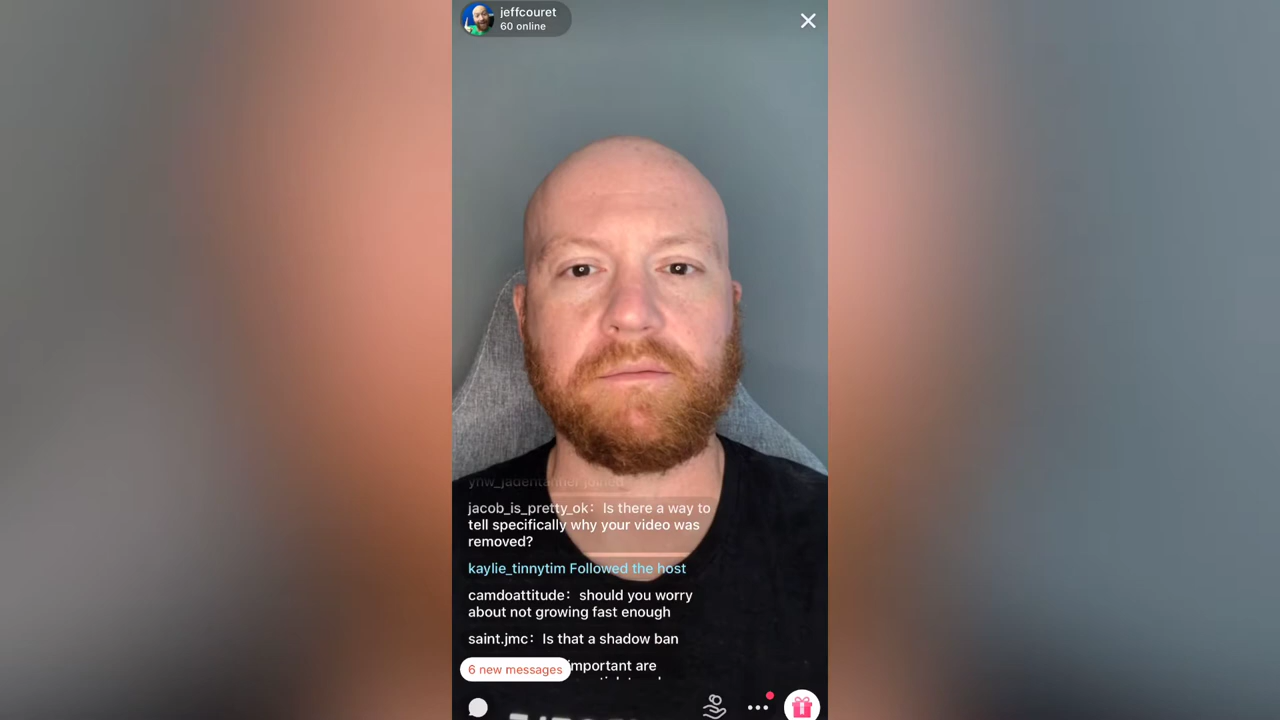 jeffcouret
60 online
joined
jacob_is_pretty_ok: Is there a way to
tell specifically why your video was
removed?
kaylie_tinnytim Followed the host
camdoattitude: should you worry
about not growing fast enough
saint.jmc: Is that a shadow ban
important are
6 new messages